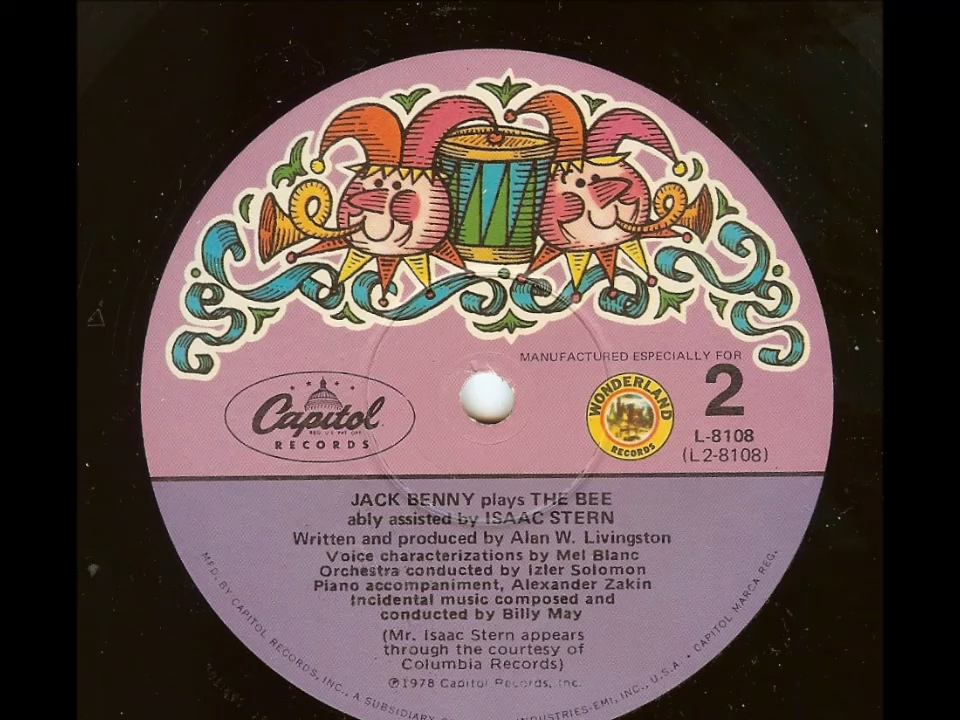 MANUFACTURED ESPECIALLY FOR
Capitol
REG. U.S. PAT. OFF.
RECORDS
WONDERLAND
RECORDS
2
L-8108
(L2-8108)
JACK BENNY plays THE BEE
ably assisted by ISAAC STERN
Written and produced by Alan W. Livingston
Voice characterizations by Mel Blanc
Orchestra conducted by Izler Solomon
Piano accompaniment, Alexander Zakin
Incidental music composed and
conducted by Billy May
(Mr. Isaac Stern appears
through the courtesy of
Columbia Records)
℗1978 Capitol Records, Inc.
MFD. BY CAPITOL RECORDS, INC., A SUBSIDIARY INDUSTRIES-EMI, INC., U.S.A. • CAPITOL MARCA REG.